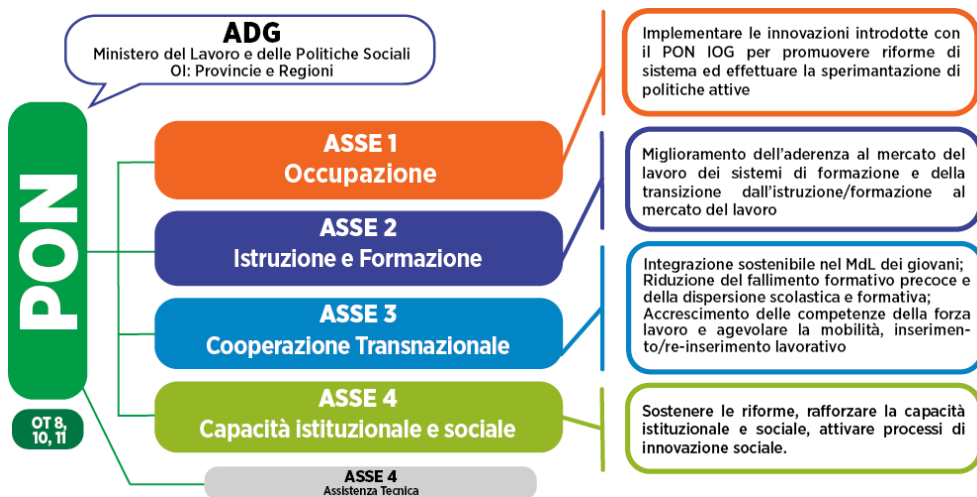 ADG
Ministero del Lavoro e delle Politiche Sociali
OI: Provincie e Regioni
PON
OT 8,
10, 11
ASSE 1
Occupazione
Implementare le innovazioni introdotte con
il PON IOG per promuovere riforme di
sistema ed effettuare la sperimantazione di
politiche attive
ASSE 2
Istruzione e Formazione
Miglioramento dell'aderenza al mercato del
lavoro dei sistemi di formazione e della
transizione dall'istruzione/formazione al
mercato del lavoro
ASSE 3
Cooperazione Transnazionale
Integrazione sostenibile nel MdL dei giovani;
Riduzione del fallimento formativo precoce e
della dispersione scolastica e formativa;
Accrescimento delle competenze della forza
lavoro e agevolare la mobilità, inserimen-
to/re-inserimento lavorativo
ASSE 4
Capacità istituzionale e sociale
Sostenere le riforme, rafforzare la capacità
istituzionale e sociale, attivare processi di
innovazione sociale.
ASSE 4
Assistenza Tecnica